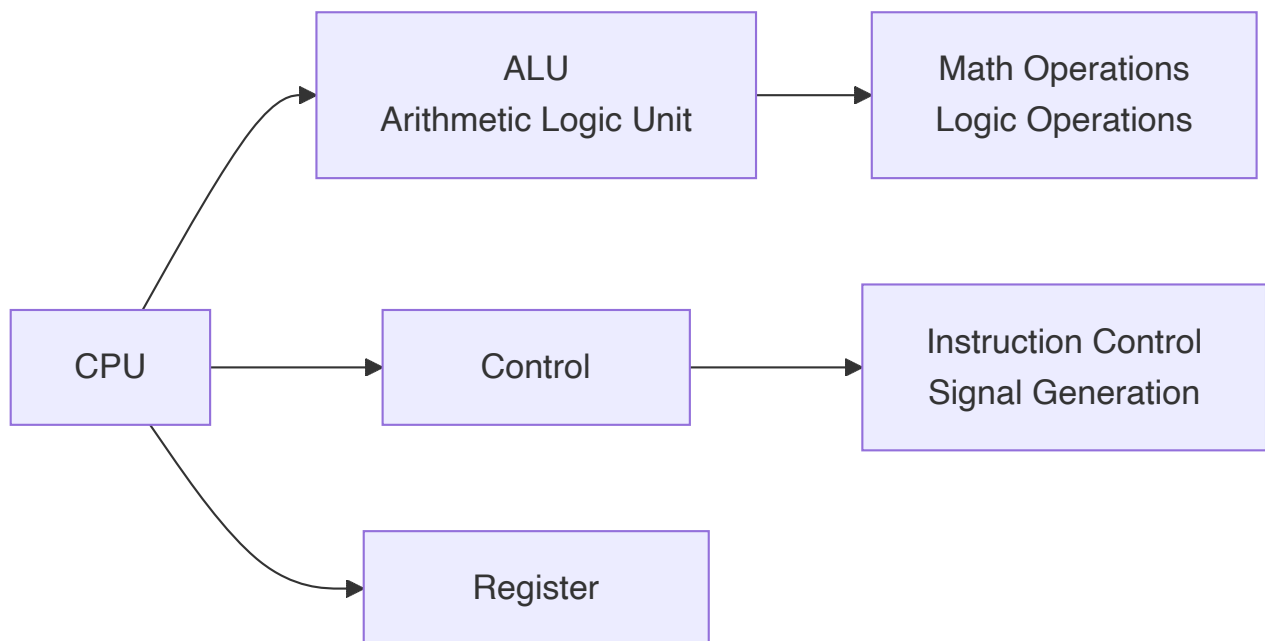 ALU
Arithmetic Logic Unit
Math Operations
Logic Operations
CPU
Control
Instruction Control
Signal Generation
Register